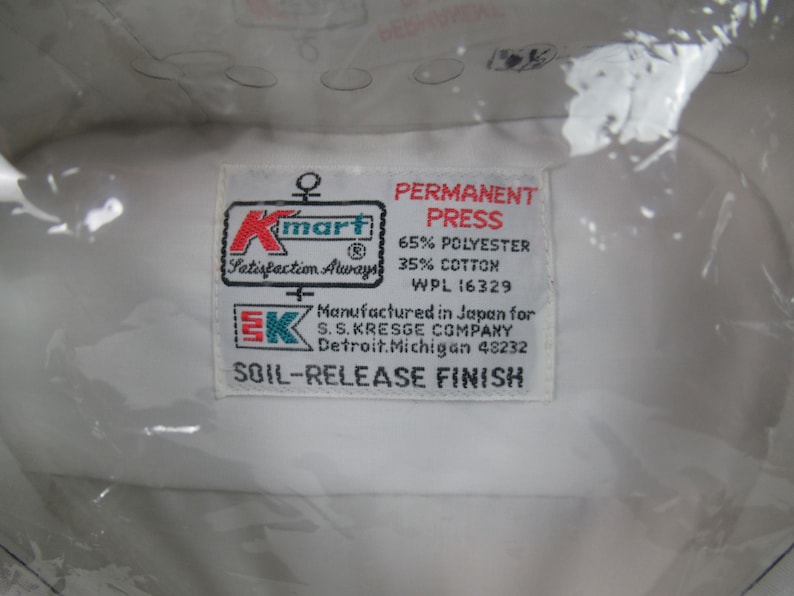 Kmart ®
Satisfaction Always
PERMANENT
PRESS
65% POLYESTER
35% COTTON
WPL 16329
SSK
Manufactured in Japan for
S.S. KRESGE COMPANY
Detroit, Michigan 48232
SOIL-RELEASE FINISH
PERMANENT